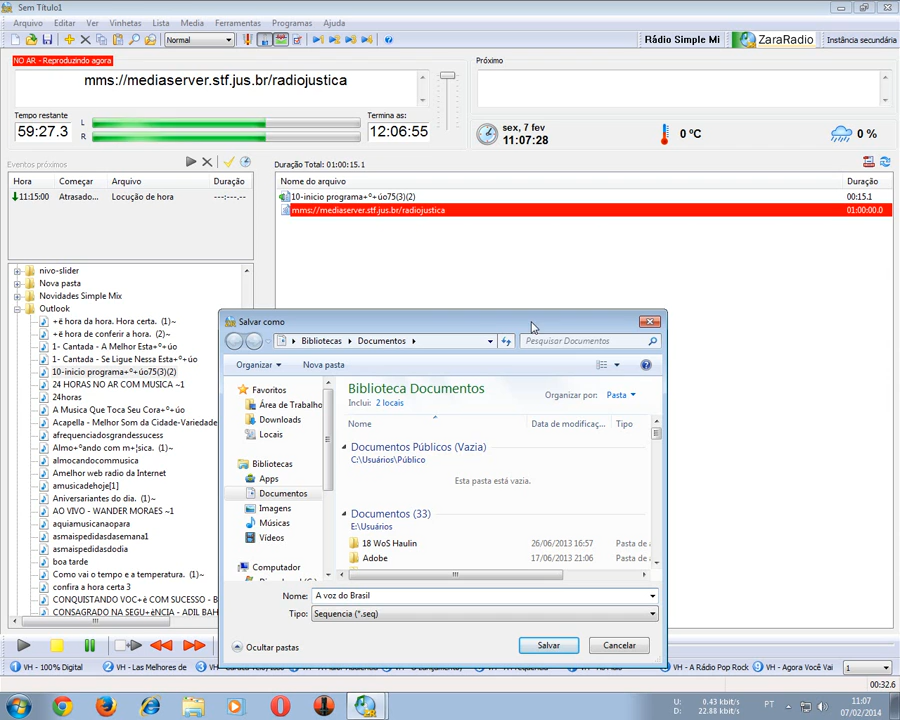 Sem Título1
Arquivo Editar Ver Vinhetas Lista Media Ferramentas Programas Ajuda
Normal
Rádio Simple Mi ZaraRadio Instância secundária
NO AR - Reproduzindo agora
mms://mediaserver.stf.jus.br/radiojustica
Próximo
Tempo restante
59:27.3
L
R
Termina as:
12:06:55
sex, 7 fev
11:07:28
0 ºC
0 %
Eventos próximos
Duração Total: 01:00:15.1
Hora Começar Arquivo Duração
11:15:00 Atrasado... Locução de hora ---:---.-
Nome do arquivo Duração
10-inicio programa+º+úo75(3)(2) 00:15.1
mms://mediaserver.stf.jus.br/radiojustica 01:00:00.0
nivo-slider
Nova pasta
Novidades Simple Mix
Outlook
+ë hora da hora. Hora certa. (1)~
+ë hora de conferir a hora. (2)~
1- Cantada - A Melhor Esta+º+úo
1- Cantada - Se Ligue Nessa Esta+º+úo
10-inicio programa+º+úo75(3)(2)
24 HORAS NO AR COM MUSICA ~1
24horas
A Musica Que Toca Seu Cora+º+úo
Acapella - Melhor Som da Cidade-Variedade
afrequenciadosgrandessucess
Almo+ºando com m+¦sica. (1)~
almocandocommusica
Amelhor web radio da Internet
amusicadehoje[1]
Aniversariantes do dia. (1)~
AO VIVO - WANDER MORAES ~1
aquiamusicanaopara
asmaispedidasdasemana1
asmaispedidasdodia
boa tarde
Como vai o tempo e a temperatura. (1)~
confira a hora certa 3
CONQUISTANDO VOC+è COM SUCESSO - B
CONSAGRADO NA SEGU+ëNCIA - ADIL BAH
Salvar como
Bibliotecas Documentos
Pesquisar Documentos
Organizar Nova pasta
Favoritos
Área de Trabalho
Downloads
Locais
Bibliotecas
Apps
Documentos
Imagens
Músicas
Vídeos
Computador
Biblioteca Documentos
Inclui: 2 locais
Organizar por: Pasta
Nome Data de modificaç... Tipo
Documentos Públicos (Vazia)
C:\Usuários\Público
Esta pasta está vazia.
Documentos (33)
E:\Usuários
18 WoS Haulin 26/06/2013 16:57 Pasta de
Adobe 17/06/2013 21:06 Pasta de
Nome: A voz do Brasil
Tipo: Sequencia (*.seq)
Ocultar pastas
Salvar
Cancelar
1 VH - 100% Digital 2 VH - Las Melhores de 3 VH - A Rádio Pop Rock 9 VH - Agora Você Vai 1
00:32.6
U: 0.43 kbit/s
D: 22.88 kbit/s
PT
11:07
07/02/2014